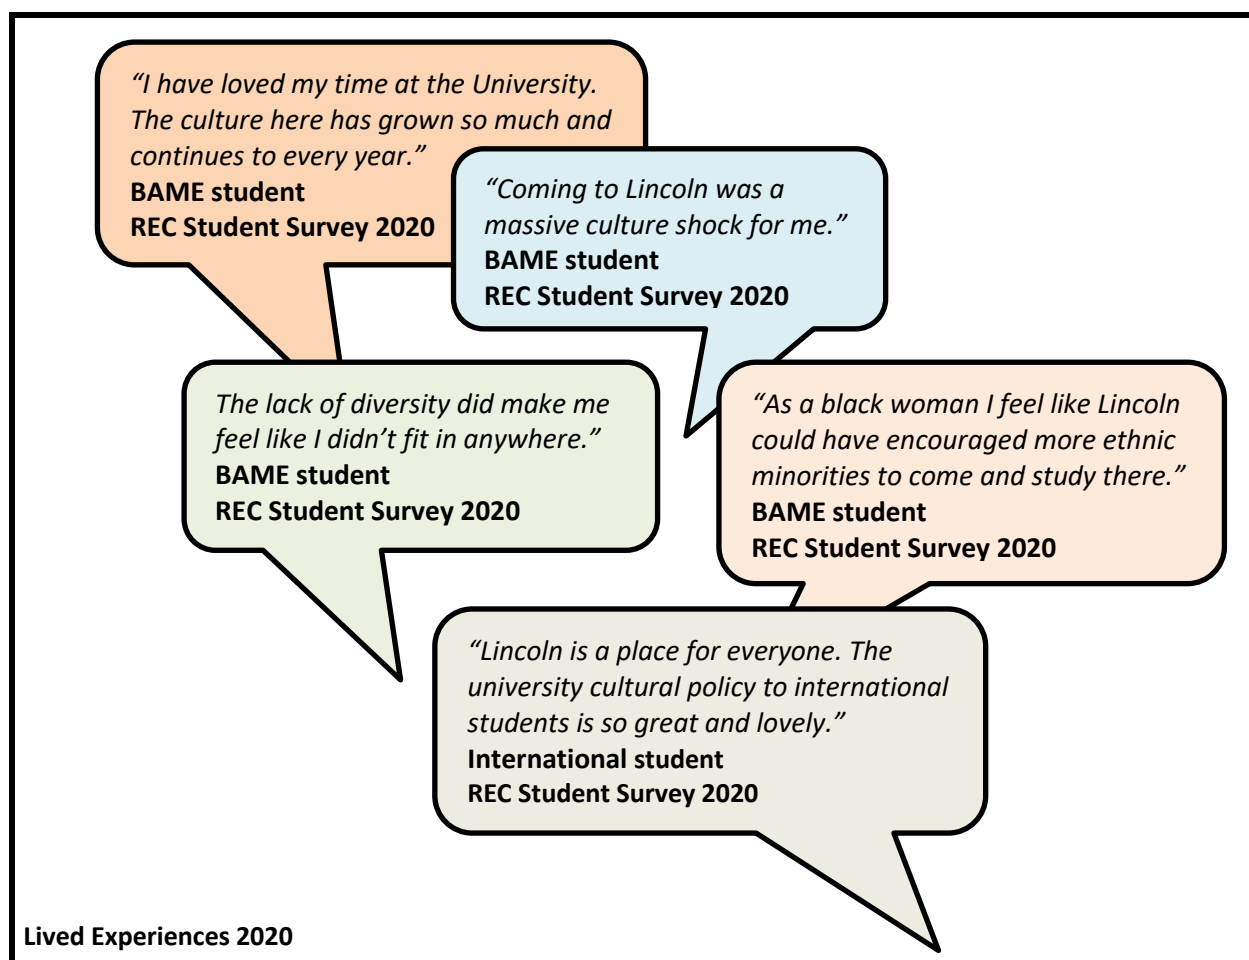 “I have loved my time at the University.
The culture here has grown so much and
continues to every year.”
BAME student
REC Student Survey 2020
“Coming to Lincoln was a
massive culture shock for me.”
BAME student
REC Student Survey 2020
The lack of diversity did make me
feel like I didn’t fit in anywhere.”
BAME student
REC Student Survey 2020
“As a black woman I feel like Lincoln
could have encouraged more ethnic
minorities to come and study there.”
BAME student
REC Student Survey 2020
“Lincoln is a place for everyone. The
university cultural policy to international
students is so great and lovely.”
International student
REC Student Survey 2020
Lived Experiences 2020